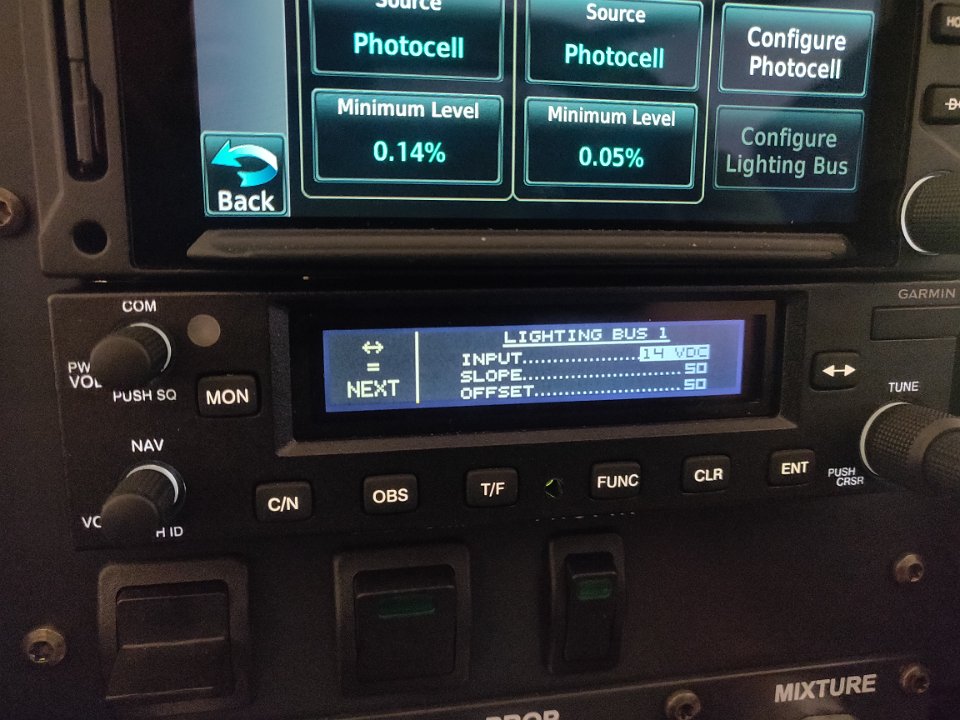 Source
Source
Photocell
Photocell
Configure
Photocell
Minimum Level
Minimum Level
0.14%
0.05%
Configure
Lighting Bus
Back
GARMIN
COM
PUSH SQ
MON
↔
=
NEXT
LIGHTING BUS 1
INPUT....................14 VDC
SLOPE............................50
OFFSET..........................50
↔
TUNE
PUSH
CRSR
NAV
C/N
OBS
T/F
FUNC
CLR
ENT
PROP
MIXTURE